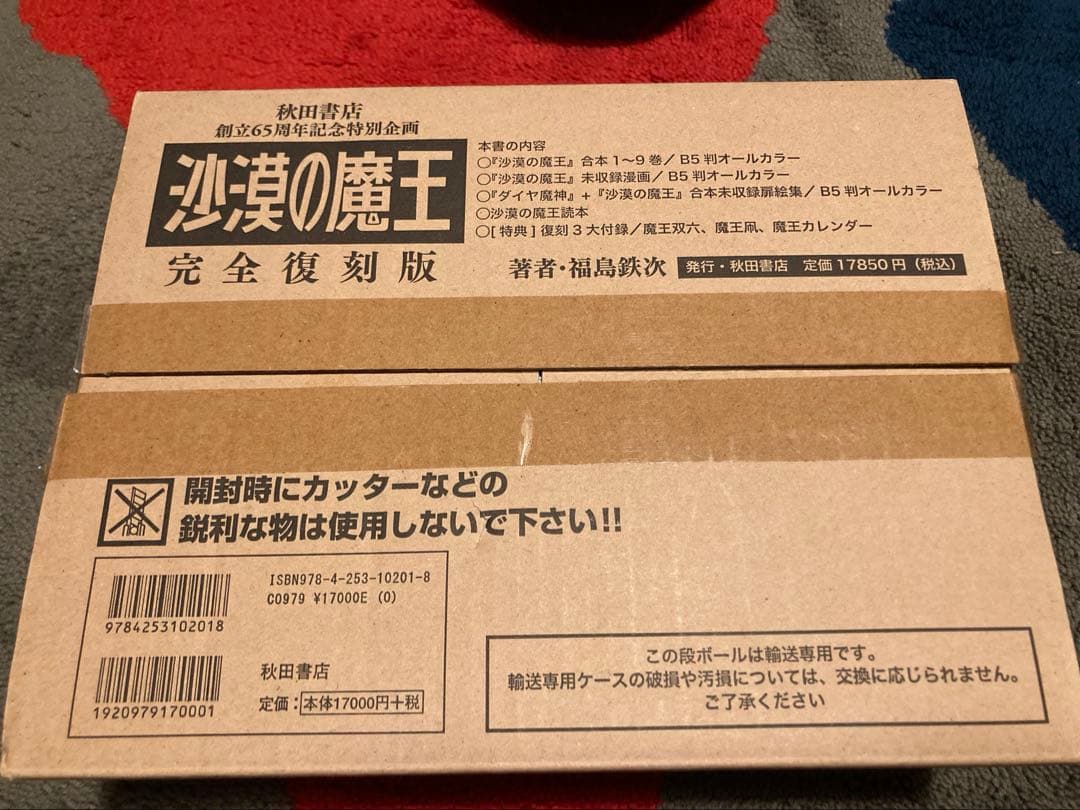 秋田書店
創立65周年記念特別企画
沙漠の魔王
完全復刻版
本書の内容
○『沙漠の魔王』合本1〜9巻／B5判オールカラー
○『沙漠の魔王』未収録漫画／B5判オールカラー
○『ダイヤ魔神』+『沙漠の魔王』合本未収録扉絵集／B5判オールカラー
○沙漠の魔王読本
○[特典]復刻3大付録／魔王双六、魔王凧、魔王カレンダー
著者・福島鉄次
発行・秋田書店 定価17850円（税込）
開封時にカッターなどの
鋭利な物は使用しないで下さい!!
ISBN978-4-253-10201-8
C0979 ¥17000E (0)
9784253102018
1920979170001
秋田書店
定価：本体17000円+税
この段ボールは輸送専用です。
輸送専用ケースの破損や汚損については、交換に応じられません。
ご了承ください